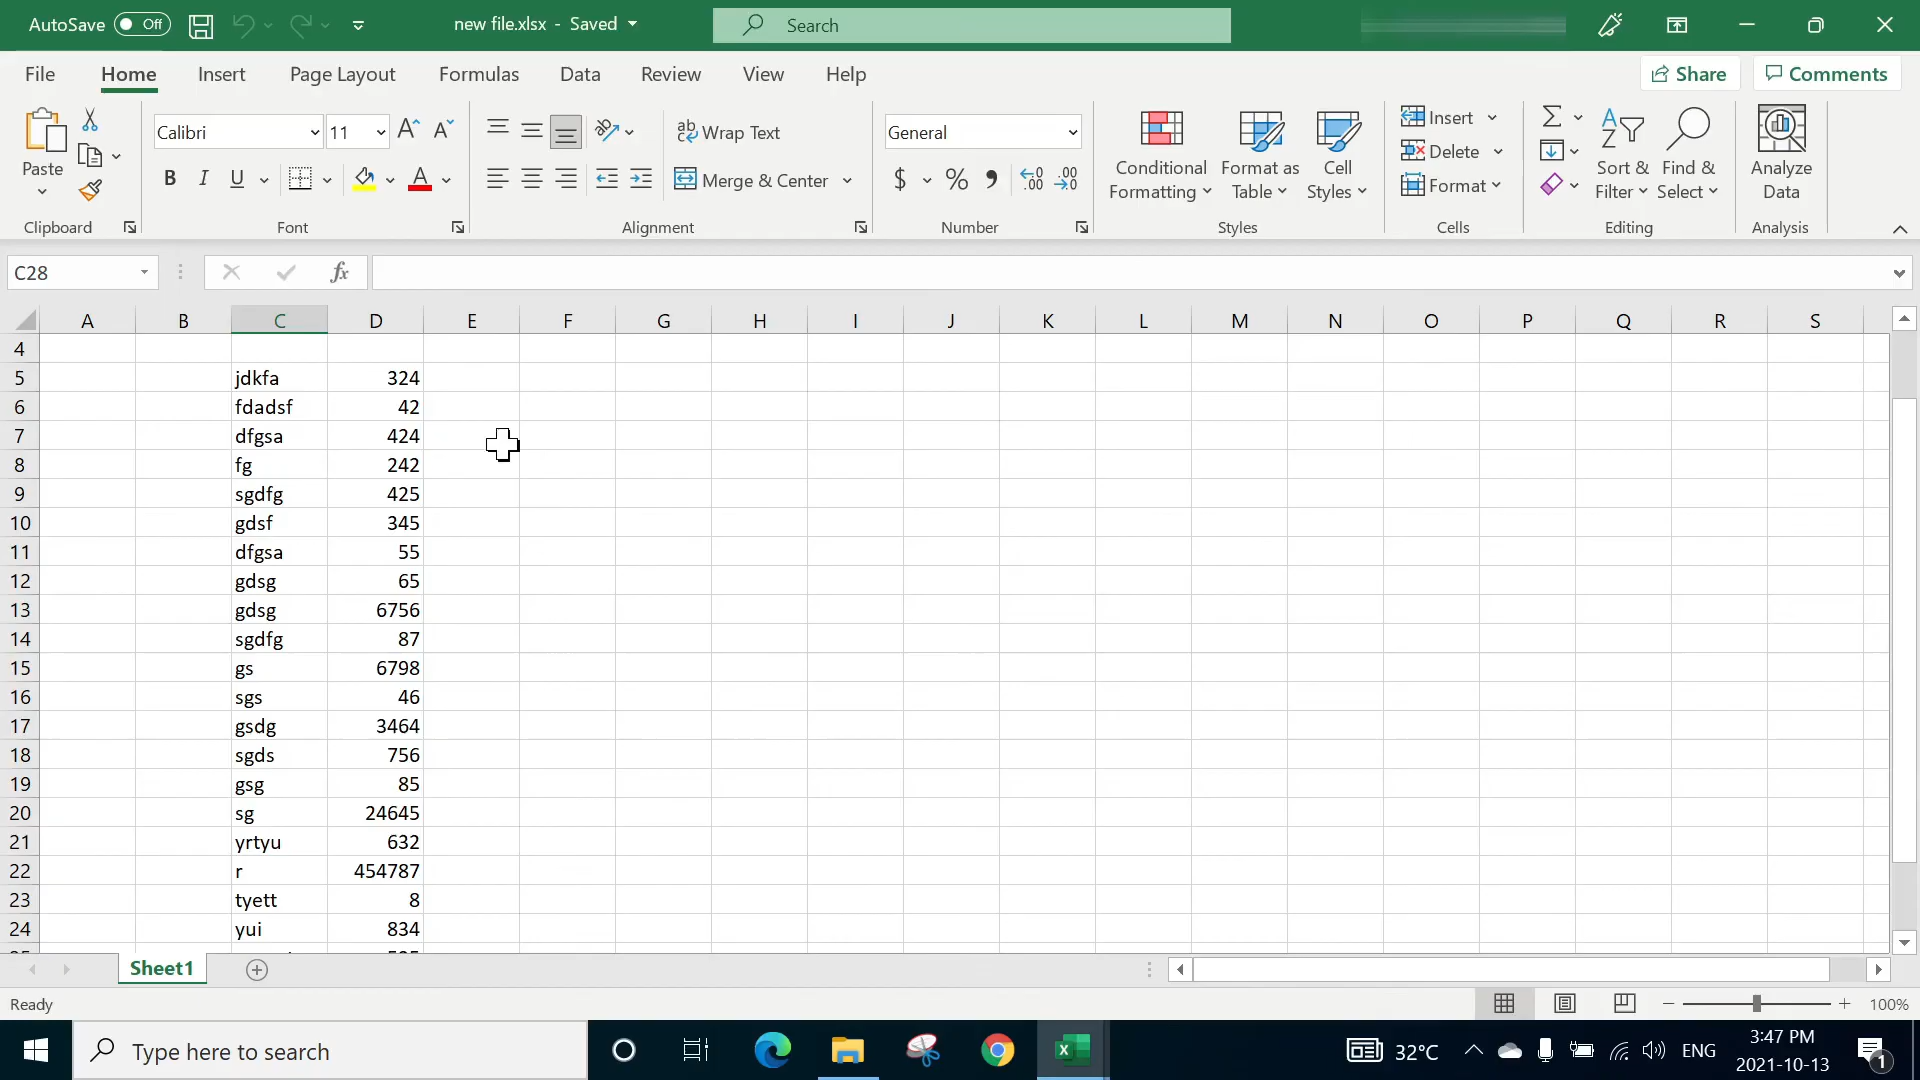 AutoSave Off new file.xlsx - Saved Search
File Home Insert Page Layout Formulas Data Review View Help Share Comments
Paste Calibri 11 Wrap Text General
B I U Merge & Center $ % 9
Conditional Formatting Format as Table Cell Styles
Insert
Delete
Format
Sort & Filter Find & Select Analyze Data
Clipboard Font Alignment Number Styles Cells Editing Analysis
C28 fx
A B C D E F G H I J K L M N O P Q R S
4
5 jdkfa 324
6 fdadsf 42
7 dfgsa 424
8 fg 242
9 sgdfg 425
10 gdsf 345
11 dfgsa 55
12 gdsg 65
13 gdsg 6756
14 sgdfg 87
15 gs 6798
16 sgs 46
17 gsdg 3464
18 sgds 756
19 gsg 85
20 sg 24645
21 yrtyu 632
22 r 454787
23 tyett 8
24 yui 834
Sheet1
Ready 100%
Type here to search 32°C ENG 3:47 PM
2021-10-13 1